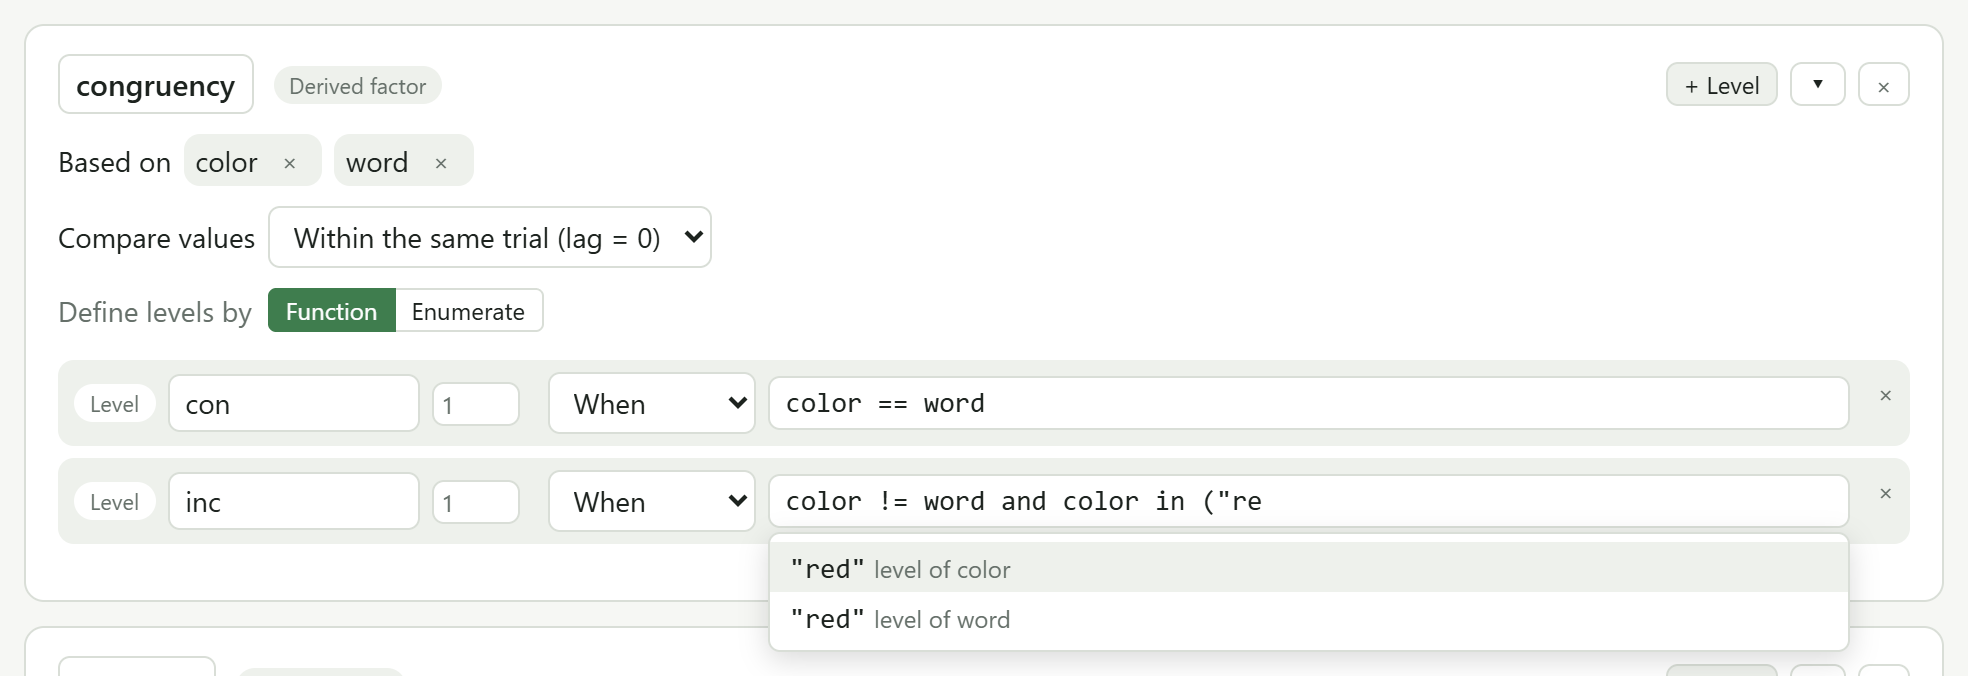 congruency Derived factor + Level ▼ ×
Based on color × word ×
Compare values Within the same trial (lag = 0)
Define levels by Function Enumerate
Level con 1 When color == word ×
Level inc 1 When color != word and color in ("re ×
"red" level of color
"red" level of word